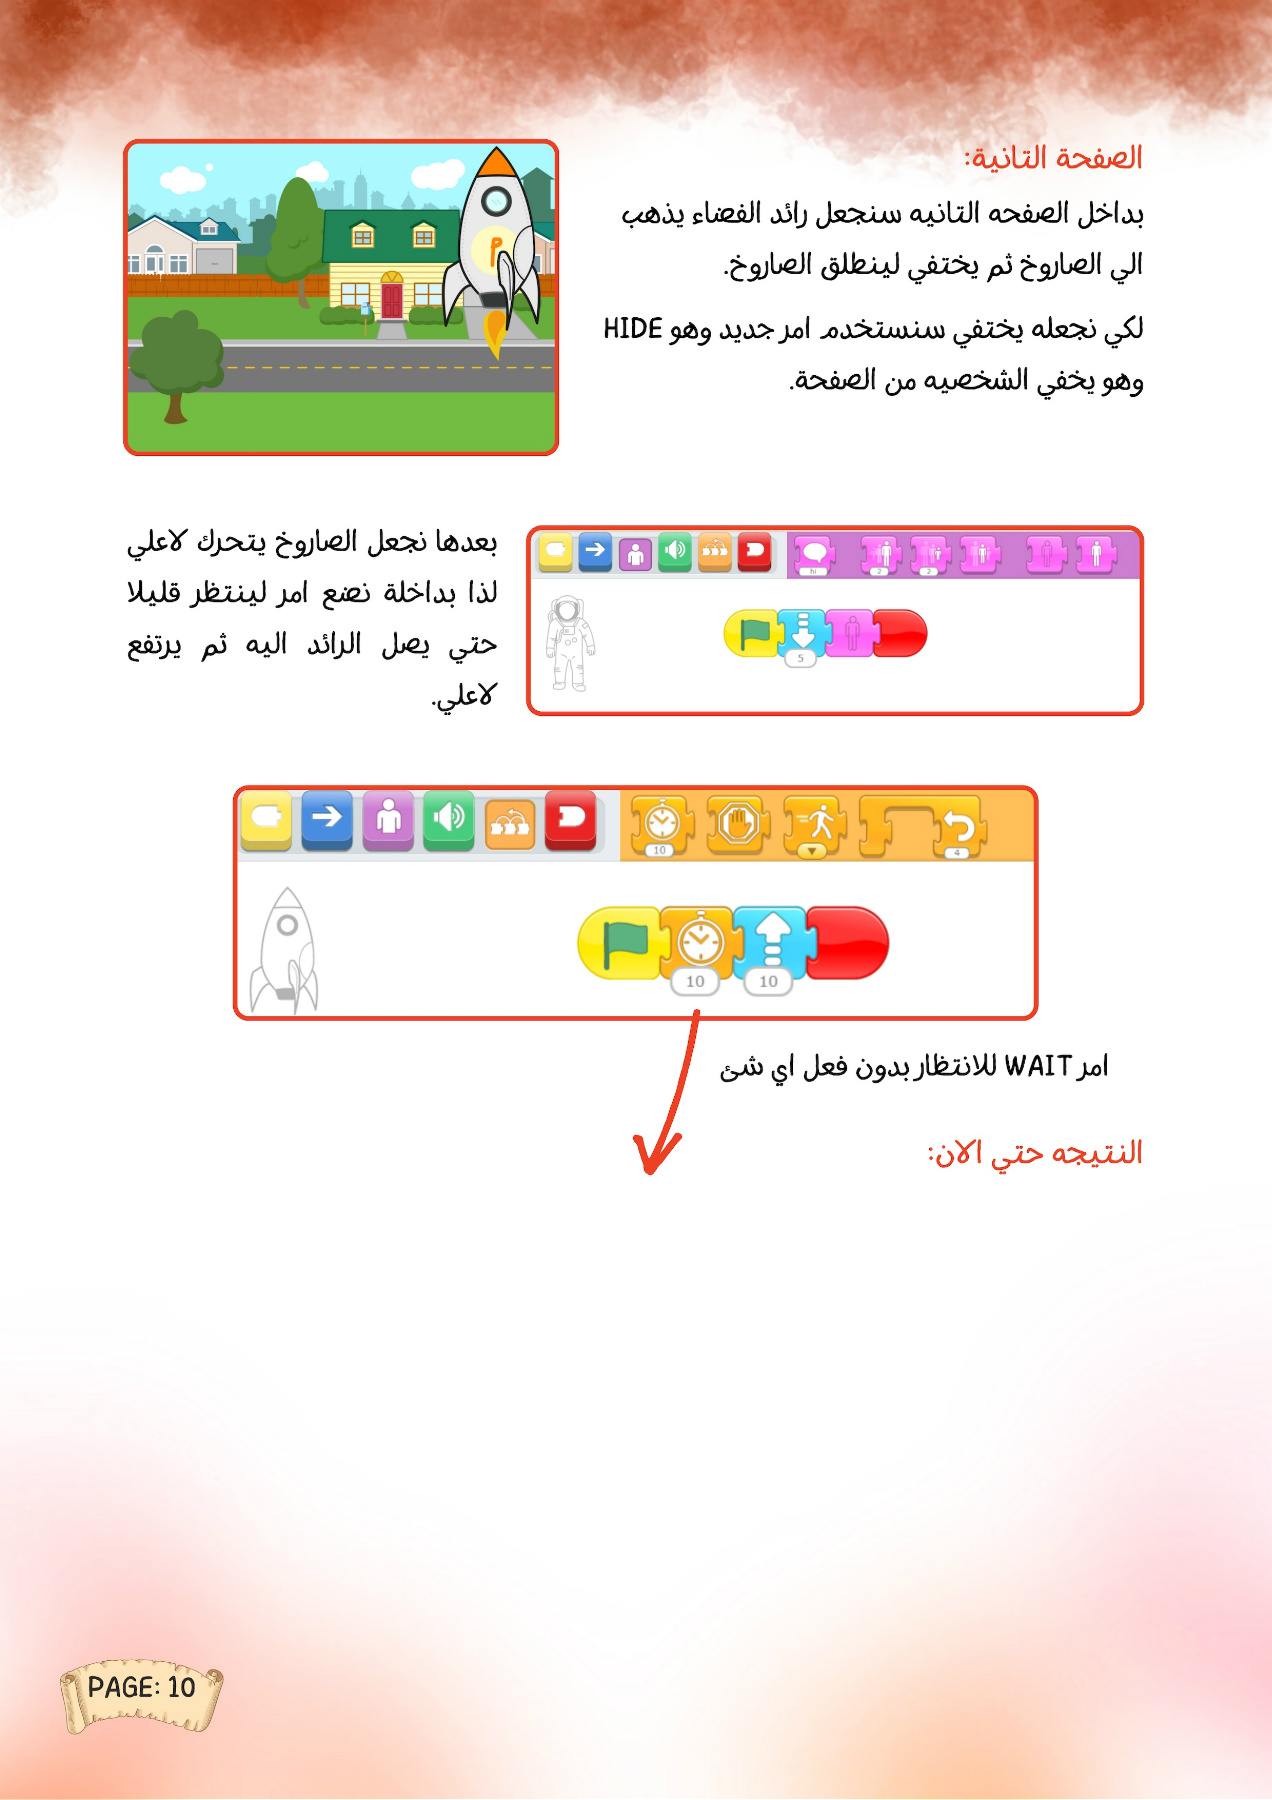 الصفحة التانية:
بداخل الصفحه التانيه سنجعل رائد الفضاء يذهب
الي الصاروخ ثم يختفي لينطلق الصاروخ.
لكي نجعله يختفي سنستخدم امر جديد وهو HIDE
وهو يخفي الشخصيه من الصفحة.
P
بعدها نجعل الصاروخ يتحرك لاعلي
لذا بداخلة نضع امر لينتظر قليلا
حتي يصل الرائد اليه ثم يرتفع
لاعلي.
hi 2 2
5
10 4
10 10
امر WAIT للانتظار بدون فعل اي شئ
النتيجه حتي الان:
PAGE: 10